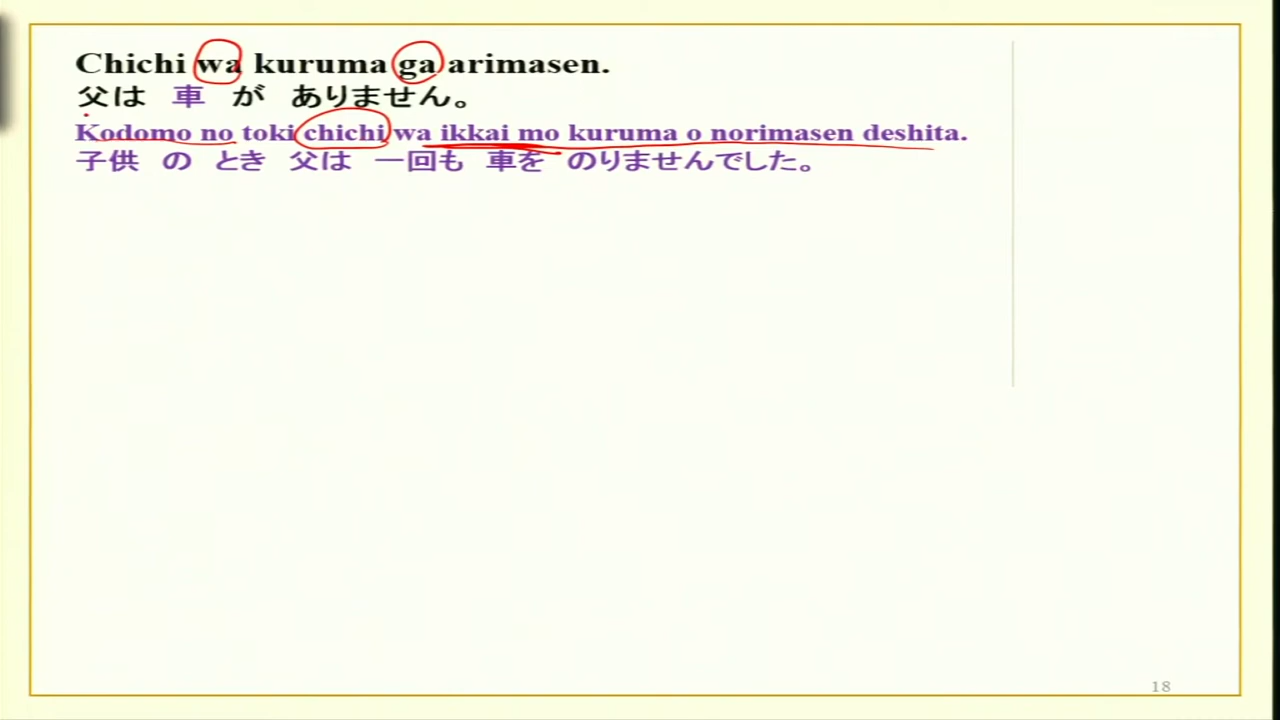 Chichi wa kuruma ga arimasen.
父は 車 が ありません。
Kodomo no toki chichi wa ikkai mo kuruma o norimasen deshita.
子供 の とき 父は 一回も 車を のりませんでした。
18